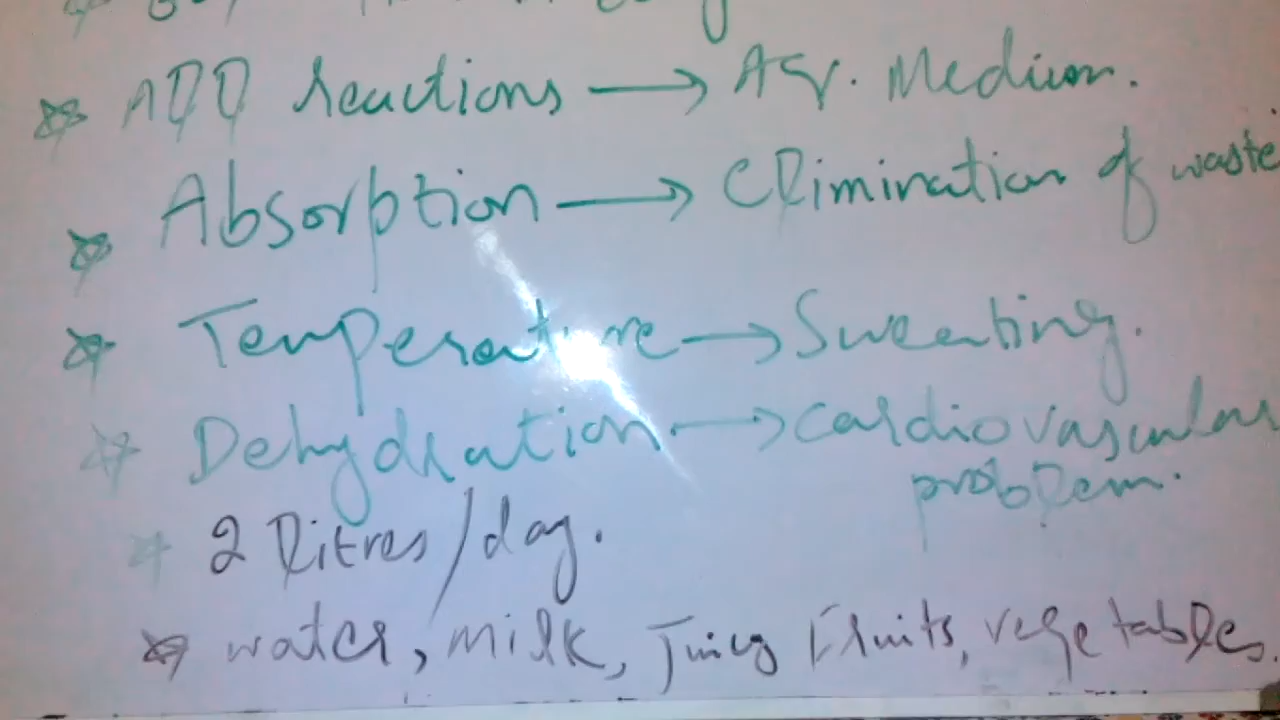 * All reactions → Aq. Medium.
* Absorption → Elimination of waste.
* Temperature → Sweating.
* Dehydration. → Cardiovascular
problem.
* 2 litres/day.
* water, milk, Juicy Fruits, vegetables.